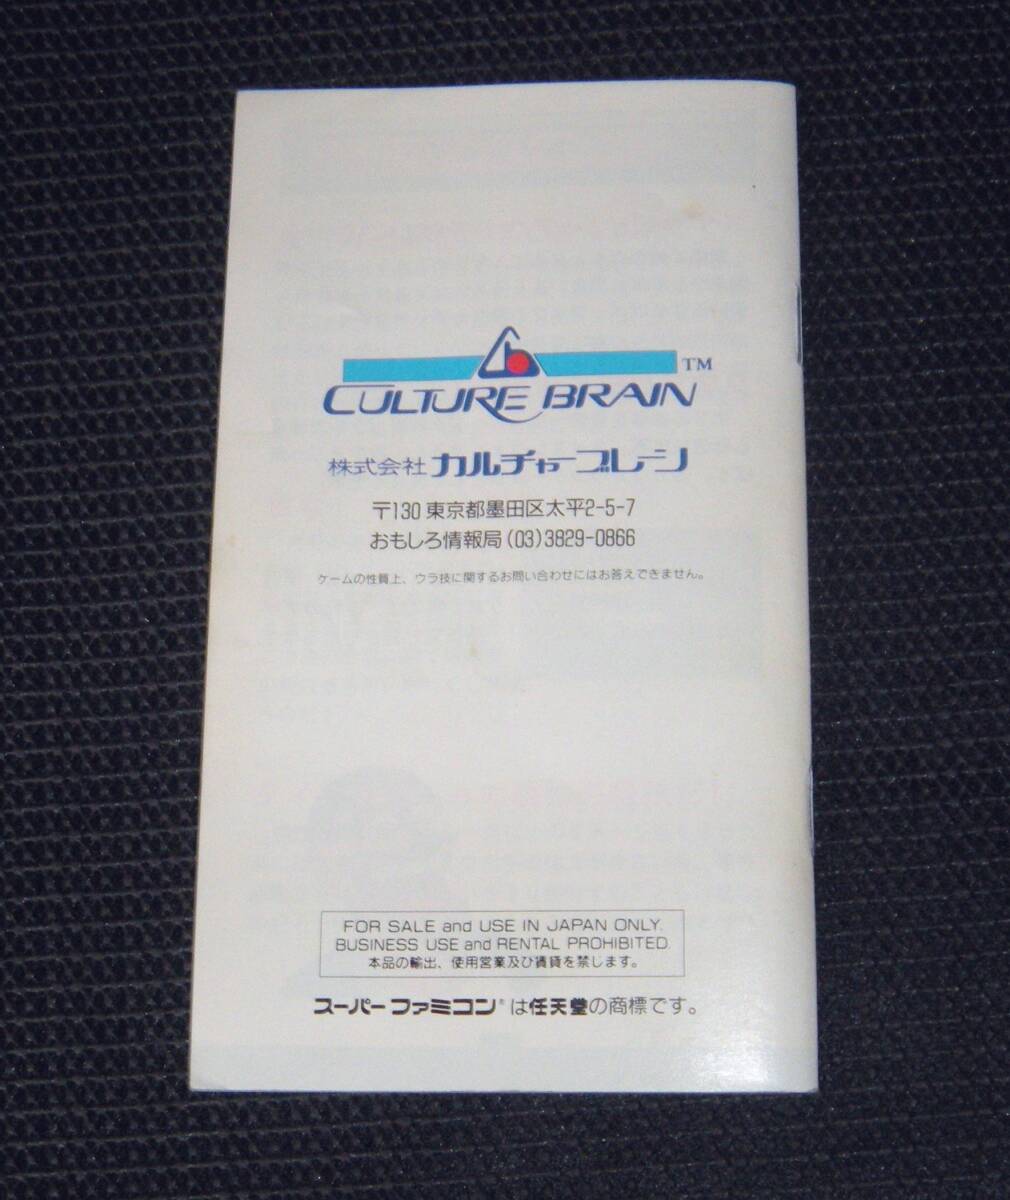 TM
CULTURE BRAIN
株式会社 カルチャーブレーン
〒130 東京都墨田区太平2-5-7
おもしろ情報局 (03)3829-0866
ゲームの性質上、ウラ技に関するお問い合わせにはお答えできません。
FOR SALE and USE IN JAPAN ONLY.
BUSINESS USE and RENTAL PROHIBITED.
本品の輸出、使用営業及び賃貸を禁じます。
スーパーファミコン®は任天堂の商標です。